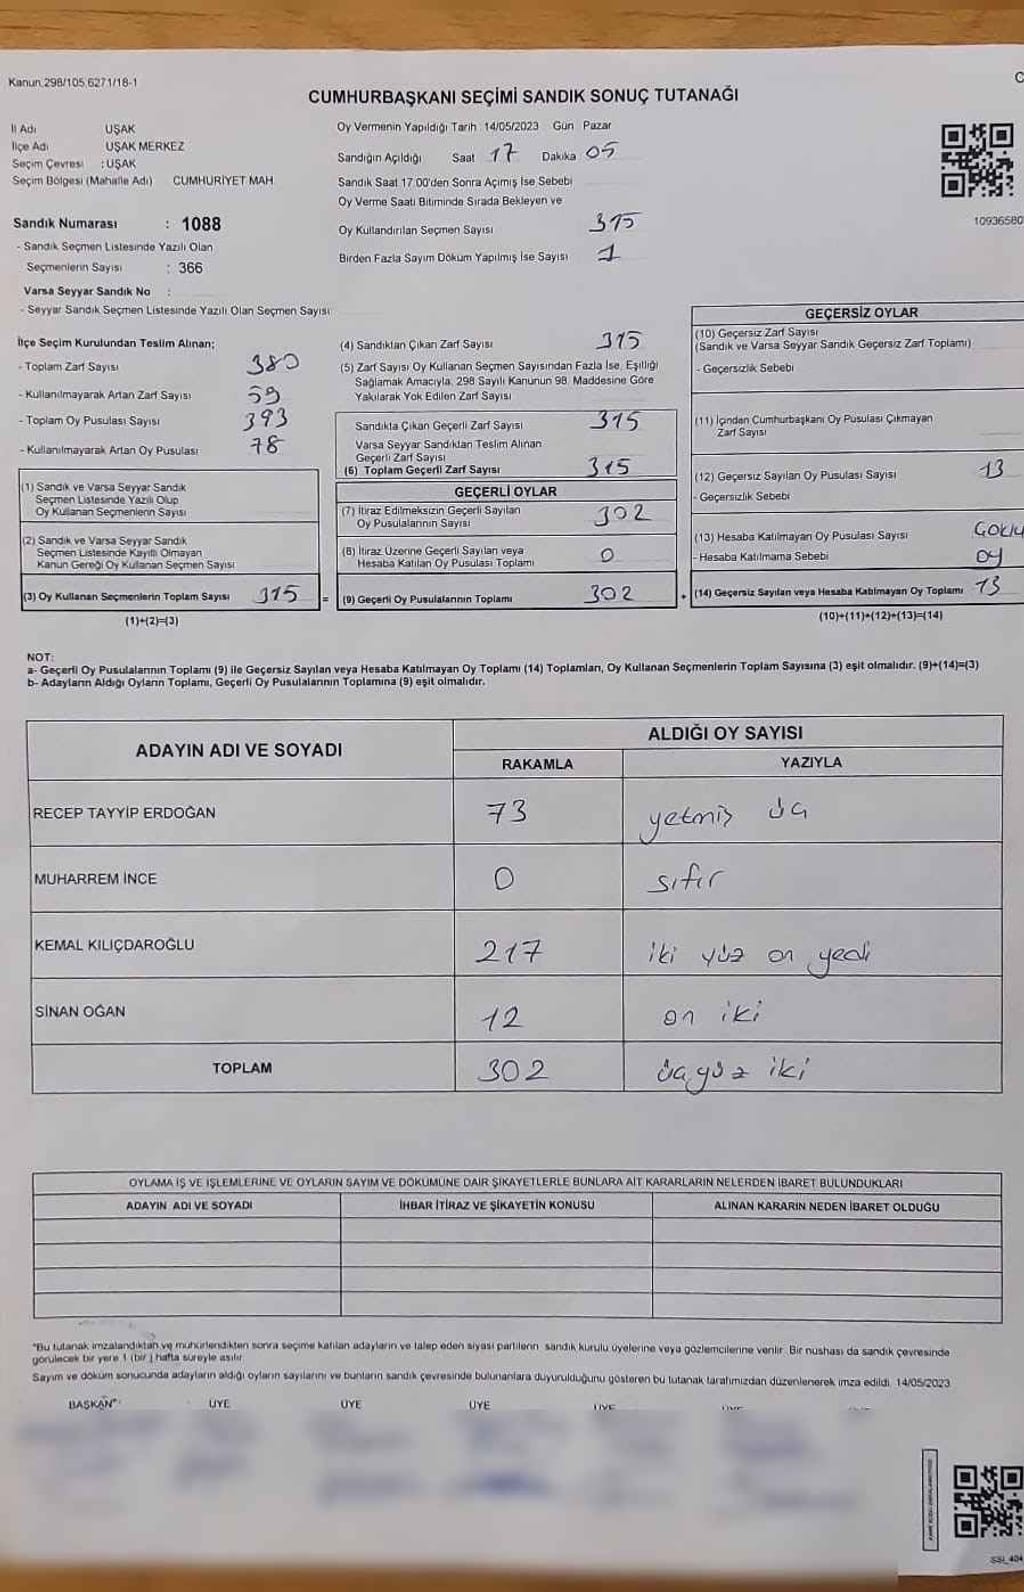 Kanun:298/105,6271/18-1
CUMHURBAŞKANI SEÇİMİ SANDIK SONUÇ TUTANAĞI
İl Adı UŞAK
İlçe Adı UŞAK MERKEZ
Seçim Çevresi : UŞAK
Seçim Bölgesi (Mahalle Adı) CUMHURİYET MAH
Sandık Numarası : 1088
- Sandık Seçmen Listesinde Yazılı Olan
Seçmenlerin Sayısı : 366
Varsa Seyyar Sandık No :
- Seyyar Sandık Seçmen Listesinde Yazılı Olan Seçmen Sayısı
Oy Vermenin Yapıldığı Tarih 14/05/2023 Gün Pazar
Sandığın Açıldığı Saat 17 Dakika 05
Sandık Saat 17:00'den Sonra Açımış İse Sebebi
Oy Verme Saati Bitiminde Sırada Bekleyen ve
Oy Kullandırılan Seçmen Sayısı 315
Birden Fazla Sayım Döküm Yapılmış İse Sayısı 1
10936580
İlçe Seçim Kurulundan Teslim Alınan;
- Toplam Zarf Sayısı 380
- Kullanılmayarak Artan Zarf Sayısı 59
- Toplam Oy Pusulası Sayısı 393
- Kullanılmayarak Artan Oy Pusulası 78
(1) Sandık ve Varsa Seyyar Sandık
Seçmen Listesinde Yazılı Olup
Oy Kullanan Seçmenlerin Sayısı
(2) Sandık ve Varsa Seyyar Sandık
Seçmen Listesinde Kayıtlı Olmayan
Kanun Gereği Oy Kullanan Seçmen Sayısı
(3) Oy Kullanan Seçmenlerin Toplam Sayısı 315 =
(1)+(2)=(3)
(4) Sandıktan Çıkan Zarf Sayısı 315
(5) Zarf Sayısı Oy Kullanan Seçmen Sayısından Fazla İse, Eşitliği
Sağlamak Amacıyla, 298 Sayılı Kanunun 98. Maddesine Göre
Yakılarak Yok Edilen Zarf Sayısı
Sandıkta Çıkan Geçerli Zarf Sayısı 315
Varsa Seyyar Sandıktan Teslim Alınan
Geçerli Zarf Sayısı
(6) Toplam Geçerli Zarf Sayısı 315
GEÇERLİ OYLAR
(7) İtiraz Edilmeksizin Geçerli Sayılan
Oy Pusulalarının Sayısı 302
(8) İtiraz Üzerine Geçerli Sayılan veya
Hesaba Katılan Oy Pusulası Toplamı 0
(9) Geçerli Oy Pusulalarının Toplamı 302
GEÇERSİZ OYLAR
(10) Geçersiz Zarf Sayısı
(Sandık ve Varsa Seyyar Sandık Geçersiz Zarf Toplamı)
- Geçersizlik Sebebi
(11) İçinden Cumhurbaşkanı Oy Pusulası Çıkmayan
Zarf Sayısı
(12) Geçersiz Sayılan Oy Pusulası Sayısı 13
- Geçersizlik Sebebi
(13) Hesaba Katılmayan Oy Pusulası Sayısı
- Hesaba Katılmama Sebebi oy
(14) Geçersiz Sayılan veya Hesaba Katılmayan Oy Toplamı 13
(10)+(11)+(12)+(13)=(14)
NOT:
a- Geçerli Oy Pusulalarının Toplamı (9) ile Geçersiz Sayılan veya Hesaba Katılmayan Oy Toplamı (14) Toplamları, Oy Kullanan Seçmenlerin Toplam Sayısına (3) eşit olmalıdır. (9)+(14)=(3)
b- Adayların Aldığı Oyların Toplamı, Geçerli Oy Pusulalarının Toplamına (9) eşit olmalıdır.
ADAYIN ADI VE SOYADI ALDIĞI OY SAYISI
RAKAMLA YAZIYLA
RECEP TAYYİP ERDOĞAN 73 yetmiş üç
MUHARREM İNCE 0 sıfır
KEMAL KILIÇDAROĞLU 217 iki yüz on yedi
SİNAN OĞAN 12 on iki
TOPLAM 302 üçyüz iki
OYLAMA İŞ VE İŞLEMLERİNE VE OYLARIN SAYIM VE DÖKÜMÜNE DAİR ŞİKAYETLERLE BUNLARA AİT KARARLARIN NELERDEN İBARET BULUNDUKLARI
ADAYIN ADI VE SOYADI İHBAR İTİRAZ VE ŞİKAYETİN KONUSU ALINAN KARARIN NEDEN İBARET OLDUĞU
*Bu tutanak imzalandıktan ve mühürlendikten sonra seçime katılan adayların ve talep eden siyasi partilerin sandık kurulu üyelerine veya gözlemcilerine verilir. Bir nushası da sandık çevresinde
görülecek bir yere 1 (bir ) hafta süreyle asılır.
Sayım ve döküm sonucunda adayların aldığı oyların sayılarını ve bunların sandık çevresinde bulunanlara duyurulduğunu gösteren bu tutanak tarafımızdan düzenlenerek imza edildi. 14/05/2023
BAŞKAN ÜYE ÜYE ÜYE ÜYE ÜYE